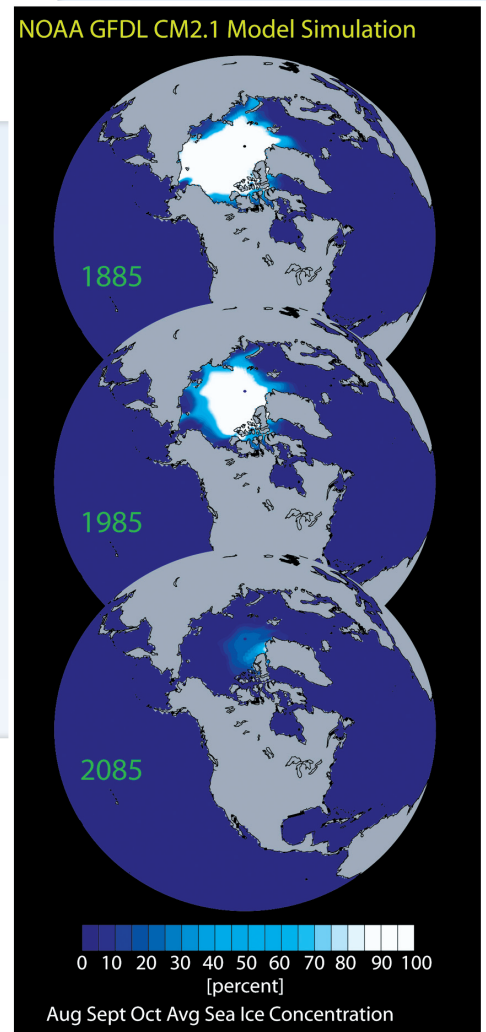 NOAA GFDL CM2.1 Model Simulation
1885
1985
2085
0 10 20 30 40 50 60 70 80 90 100
[percent]
Aug Sept Oct Avg Sea Ice Concentration